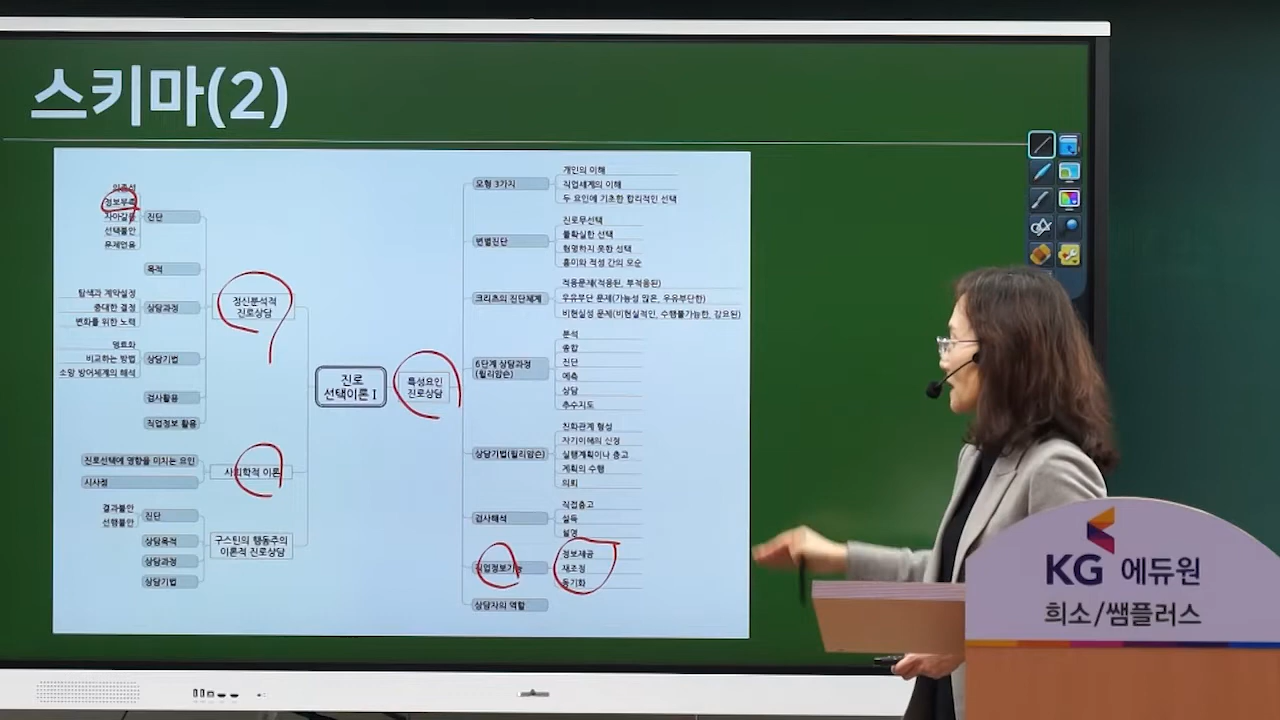 스키마(2)
의존성
정보부족
자아갈등
선택불안
문제없음
진단
목적
탐색과 계약설정
중대한 결정
변화를 위한 노력
상담과정
명료화
비교하는 방법
소망 방어체계의 해석
상담기법
검사활용
직업정보 활용
정신분석적
진로상담
진로선택에 영향을 미치는 요인
시사점
사회학적 이론
결과불안
선행불안
진단
상담목적
상담과정
상담기법
구스틴의 행동주의
이론적 진로상담
진로
선택이론 I
특성요인
진로상담
모형 3가지
개인의 이해
직업세계의 이해
두 요인에 기초한 합리적인 선택
변별진단
진로무선택
불확실한 선택
현명하지 못한 선택
흥미와 적성 간의 모순
크리츠의 진단체계
적응문제(적응된, 부적응된)
우유부단 문제(가능성 많은, 우유부단한)
비현실성 문제(비현실적인, 수행불가능한, 강요된)
6단계 상담과정
(윌리암슨)
분석
종합
진단
예측
상담
추수지도
상담기법(윌리암슨)
친화관계 형성
자기이해의 신장
실행계획이나 충고
계획의 수행
의뢰
검사해석
직접충고
설득
설명
직업정보기능
정보제공
재조정
동기화
상담자의 역할
KG 에듀원
희소/쌤플러스